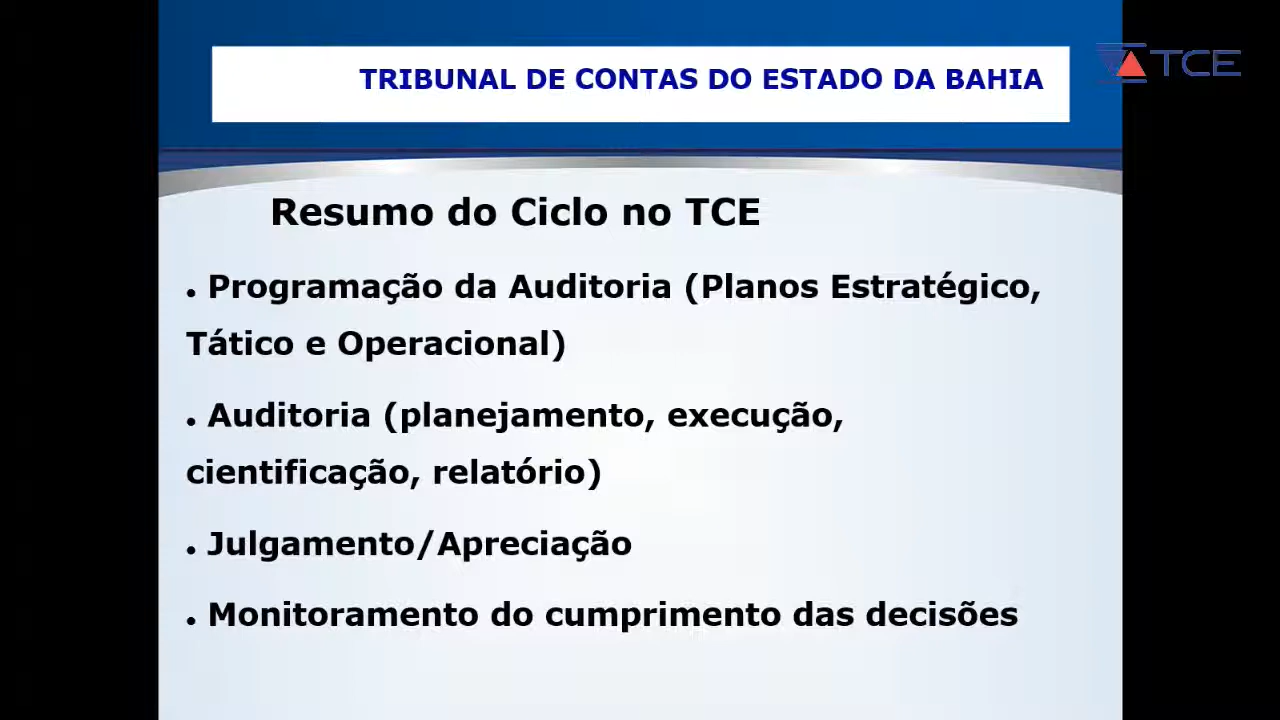 TRIBUNAL DE CONTAS DO ESTADO DA BAHIA
TCE
Resumo do Ciclo no TCE
• Programação da Auditoria (Planos Estratégico,
Tático e Operacional)
• Auditoria (planejamento, execução,
cientificação, relatório)
• Julgamento/Apreciação
• Monitoramento do cumprimento das decisões